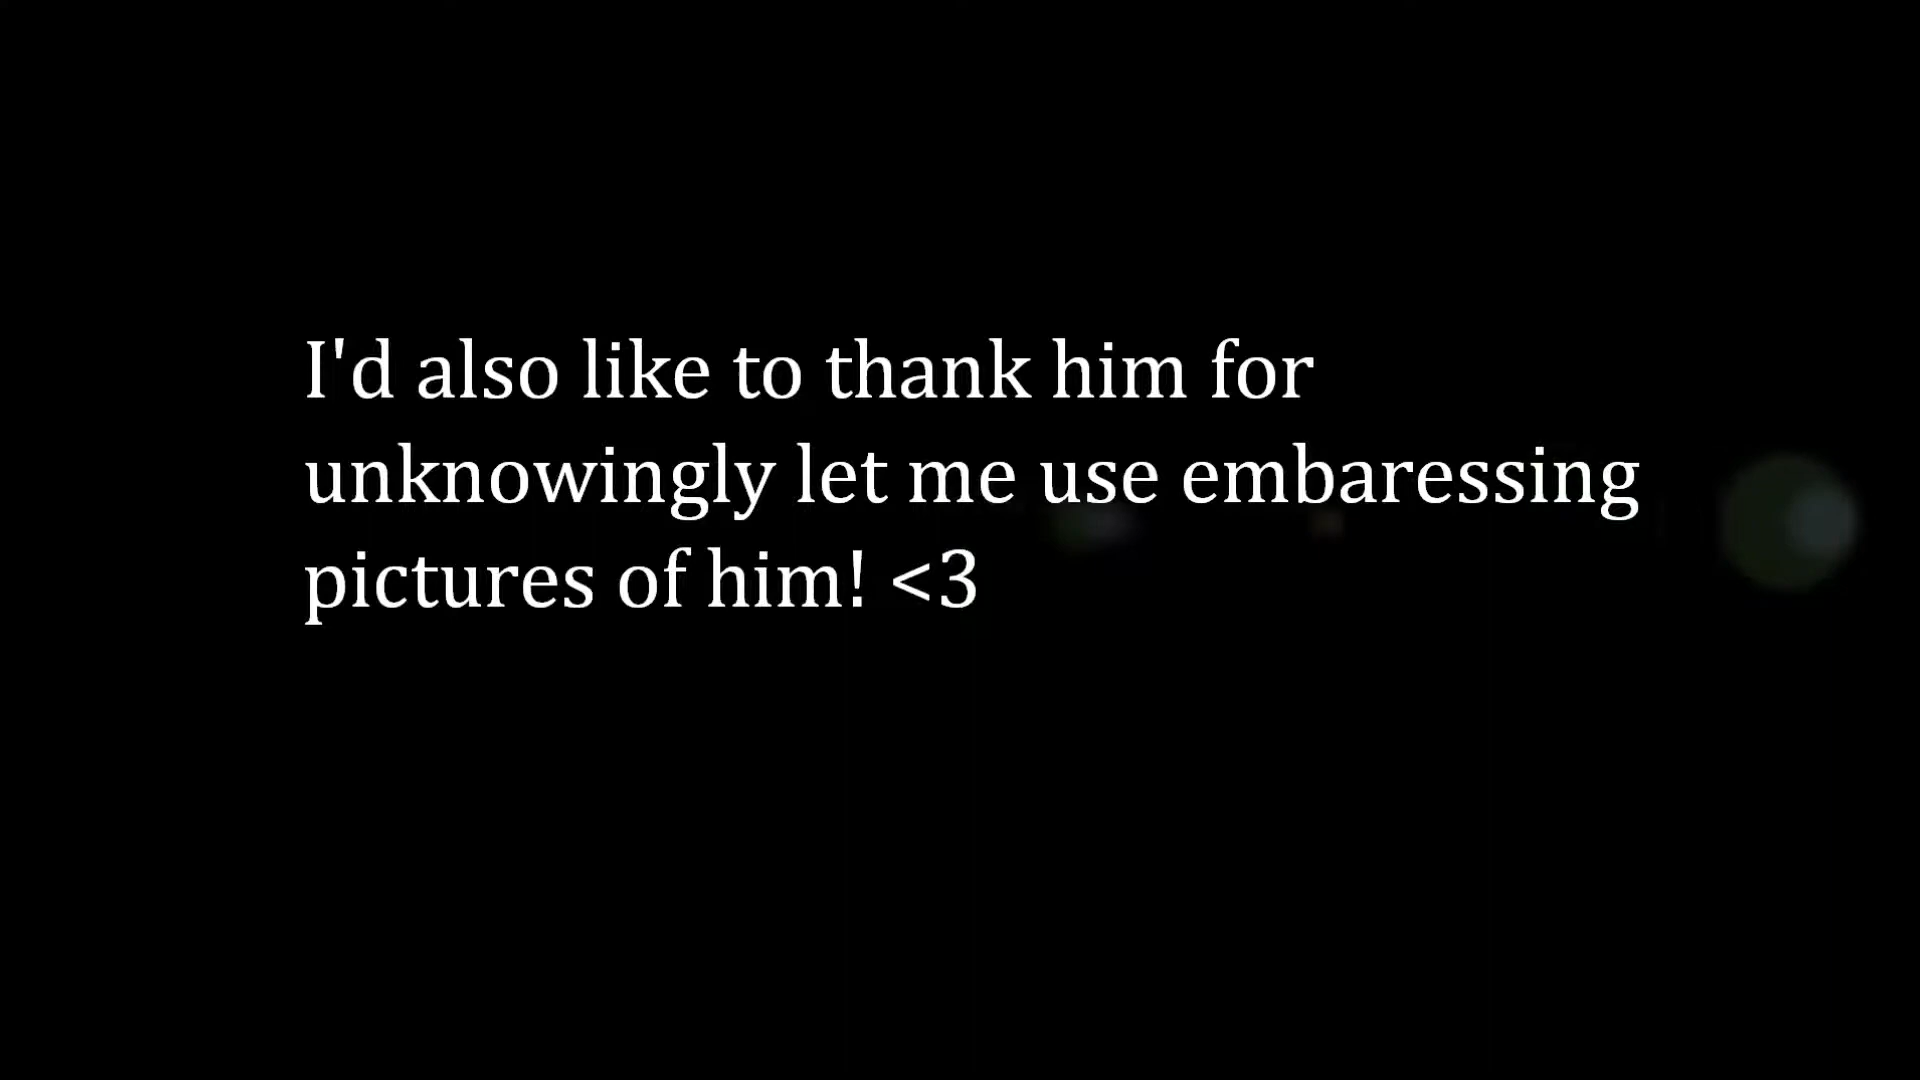 I'd also like to thank him for
unknowingly let me use embaressing
pictures of him! <3